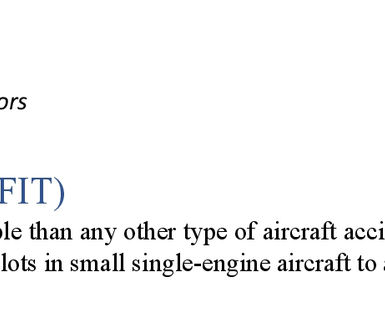 ors
FIT)
ple than any other type of aircraft acci
lots in small single-engine aircraft to a